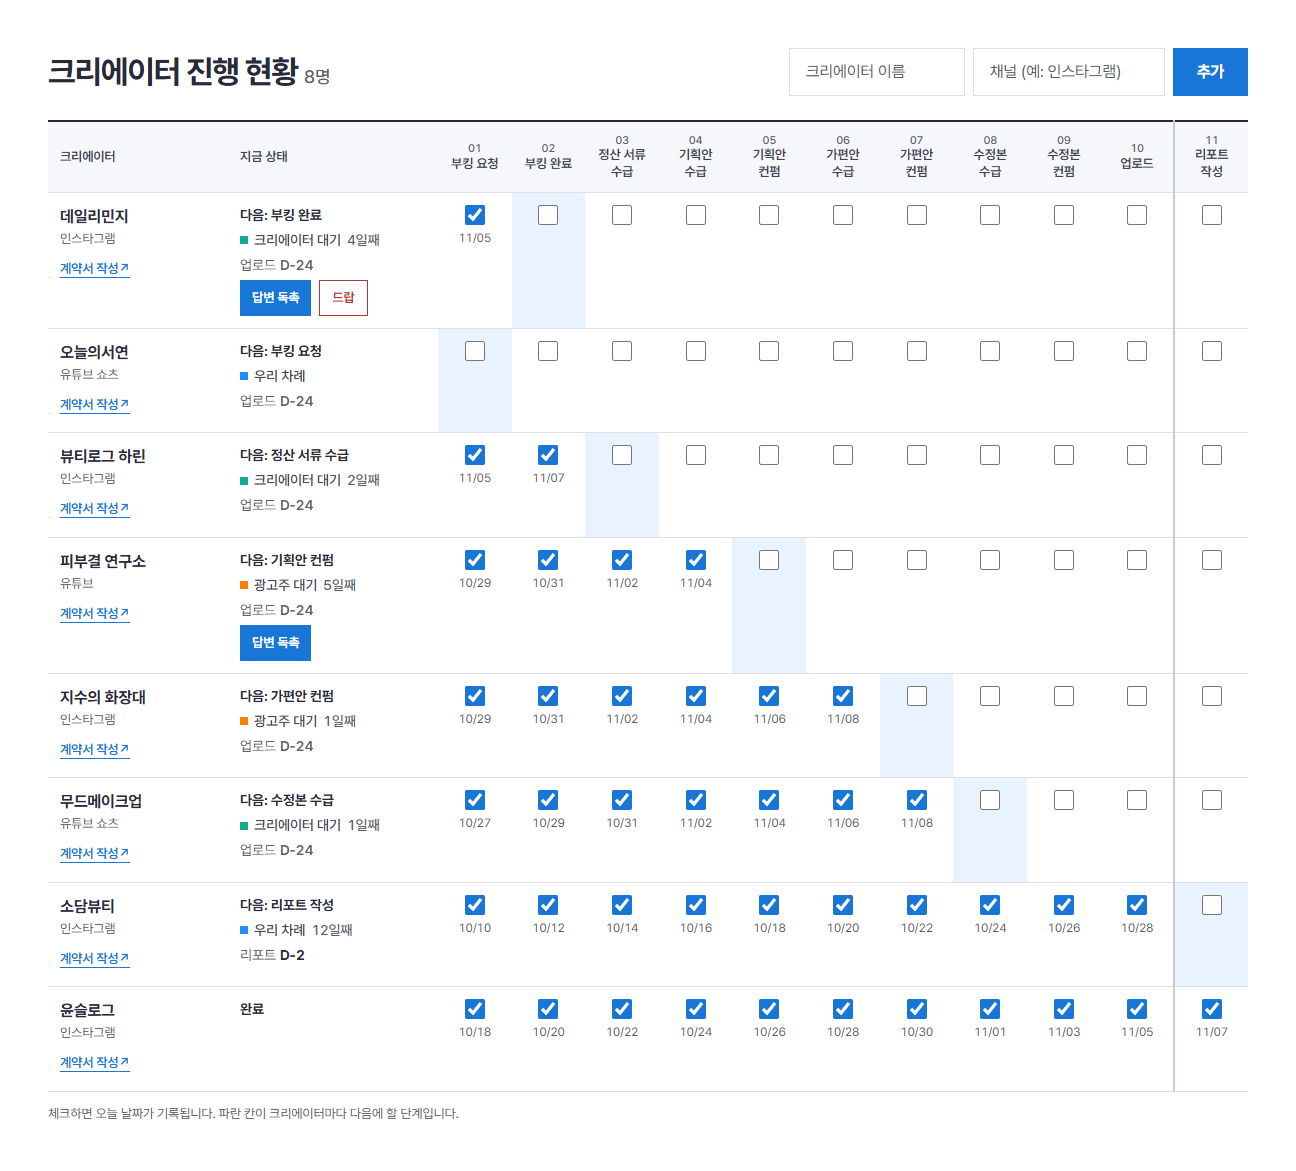 크리에이터 진행 현황 8명
크리에이터 이름
채널 (예: 인스타그램)
추가
크리에이터
지금 상태
01
부킹 요청
02
부킹 완료
03
정산 서류
수급
04
기획안
수급
05
기획안
컨펌
06
가편안
수급
07
가편안
컨펌
08
수정본
수급
09
수정본
컨펌
10
업로드
11
리포트
작성
데일리민지
인스타그램
계약서 작성↗
다음: 부킹 완료
크리에이터 대기 4일째
업로드 D-24
답변 독촉
드랍
11/05
오늘의서연
유튜브 쇼츠
계약서 작성↗
다음: 부킹 요청
우리 차례
업로드 D-24
뷰티로그 하린
인스타그램
계약서 작성↗
다음: 정산 서류 수급
크리에이터 대기 2일째
업로드 D-24
11/05 11/07
피부결 연구소
유튜브
계약서 작성↗
다음: 기획안 컨펌
광고주 대기 5일째
업로드 D-24
답변 독촉
10/29 10/31 11/02 11/04
지수의 화장대
인스타그램
계약서 작성↗
다음: 가편안 컨펌
광고주 대기 1일째
업로드 D-24
10/29 10/31 11/02 11/04 11/06 11/08
무드메이크업
유튜브 쇼츠
계약서 작성↗
다음: 수정본 수급
크리에이터 대기 1일째
업로드 D-24
10/27 10/29 10/31 11/02 11/04 11/06 11/08
소담뷰티
인스타그램
계약서 작성↗
다음: 리포트 작성
우리 차례 12일째
리포트 D-2
10/10 10/12 10/14 10/16 10/18 10/20 10/22 10/24 10/26 10/28
윤슬로그
인스타그램
계약서 작성↗
완료
10/18 10/20 10/22 10/24 10/26 10/28 10/30 11/01 11/03 11/05 11/07
체크하면 오늘 날짜가 기록됩니다. 파란 칸이 크리에이터마다 다음에 할 단계입니다.